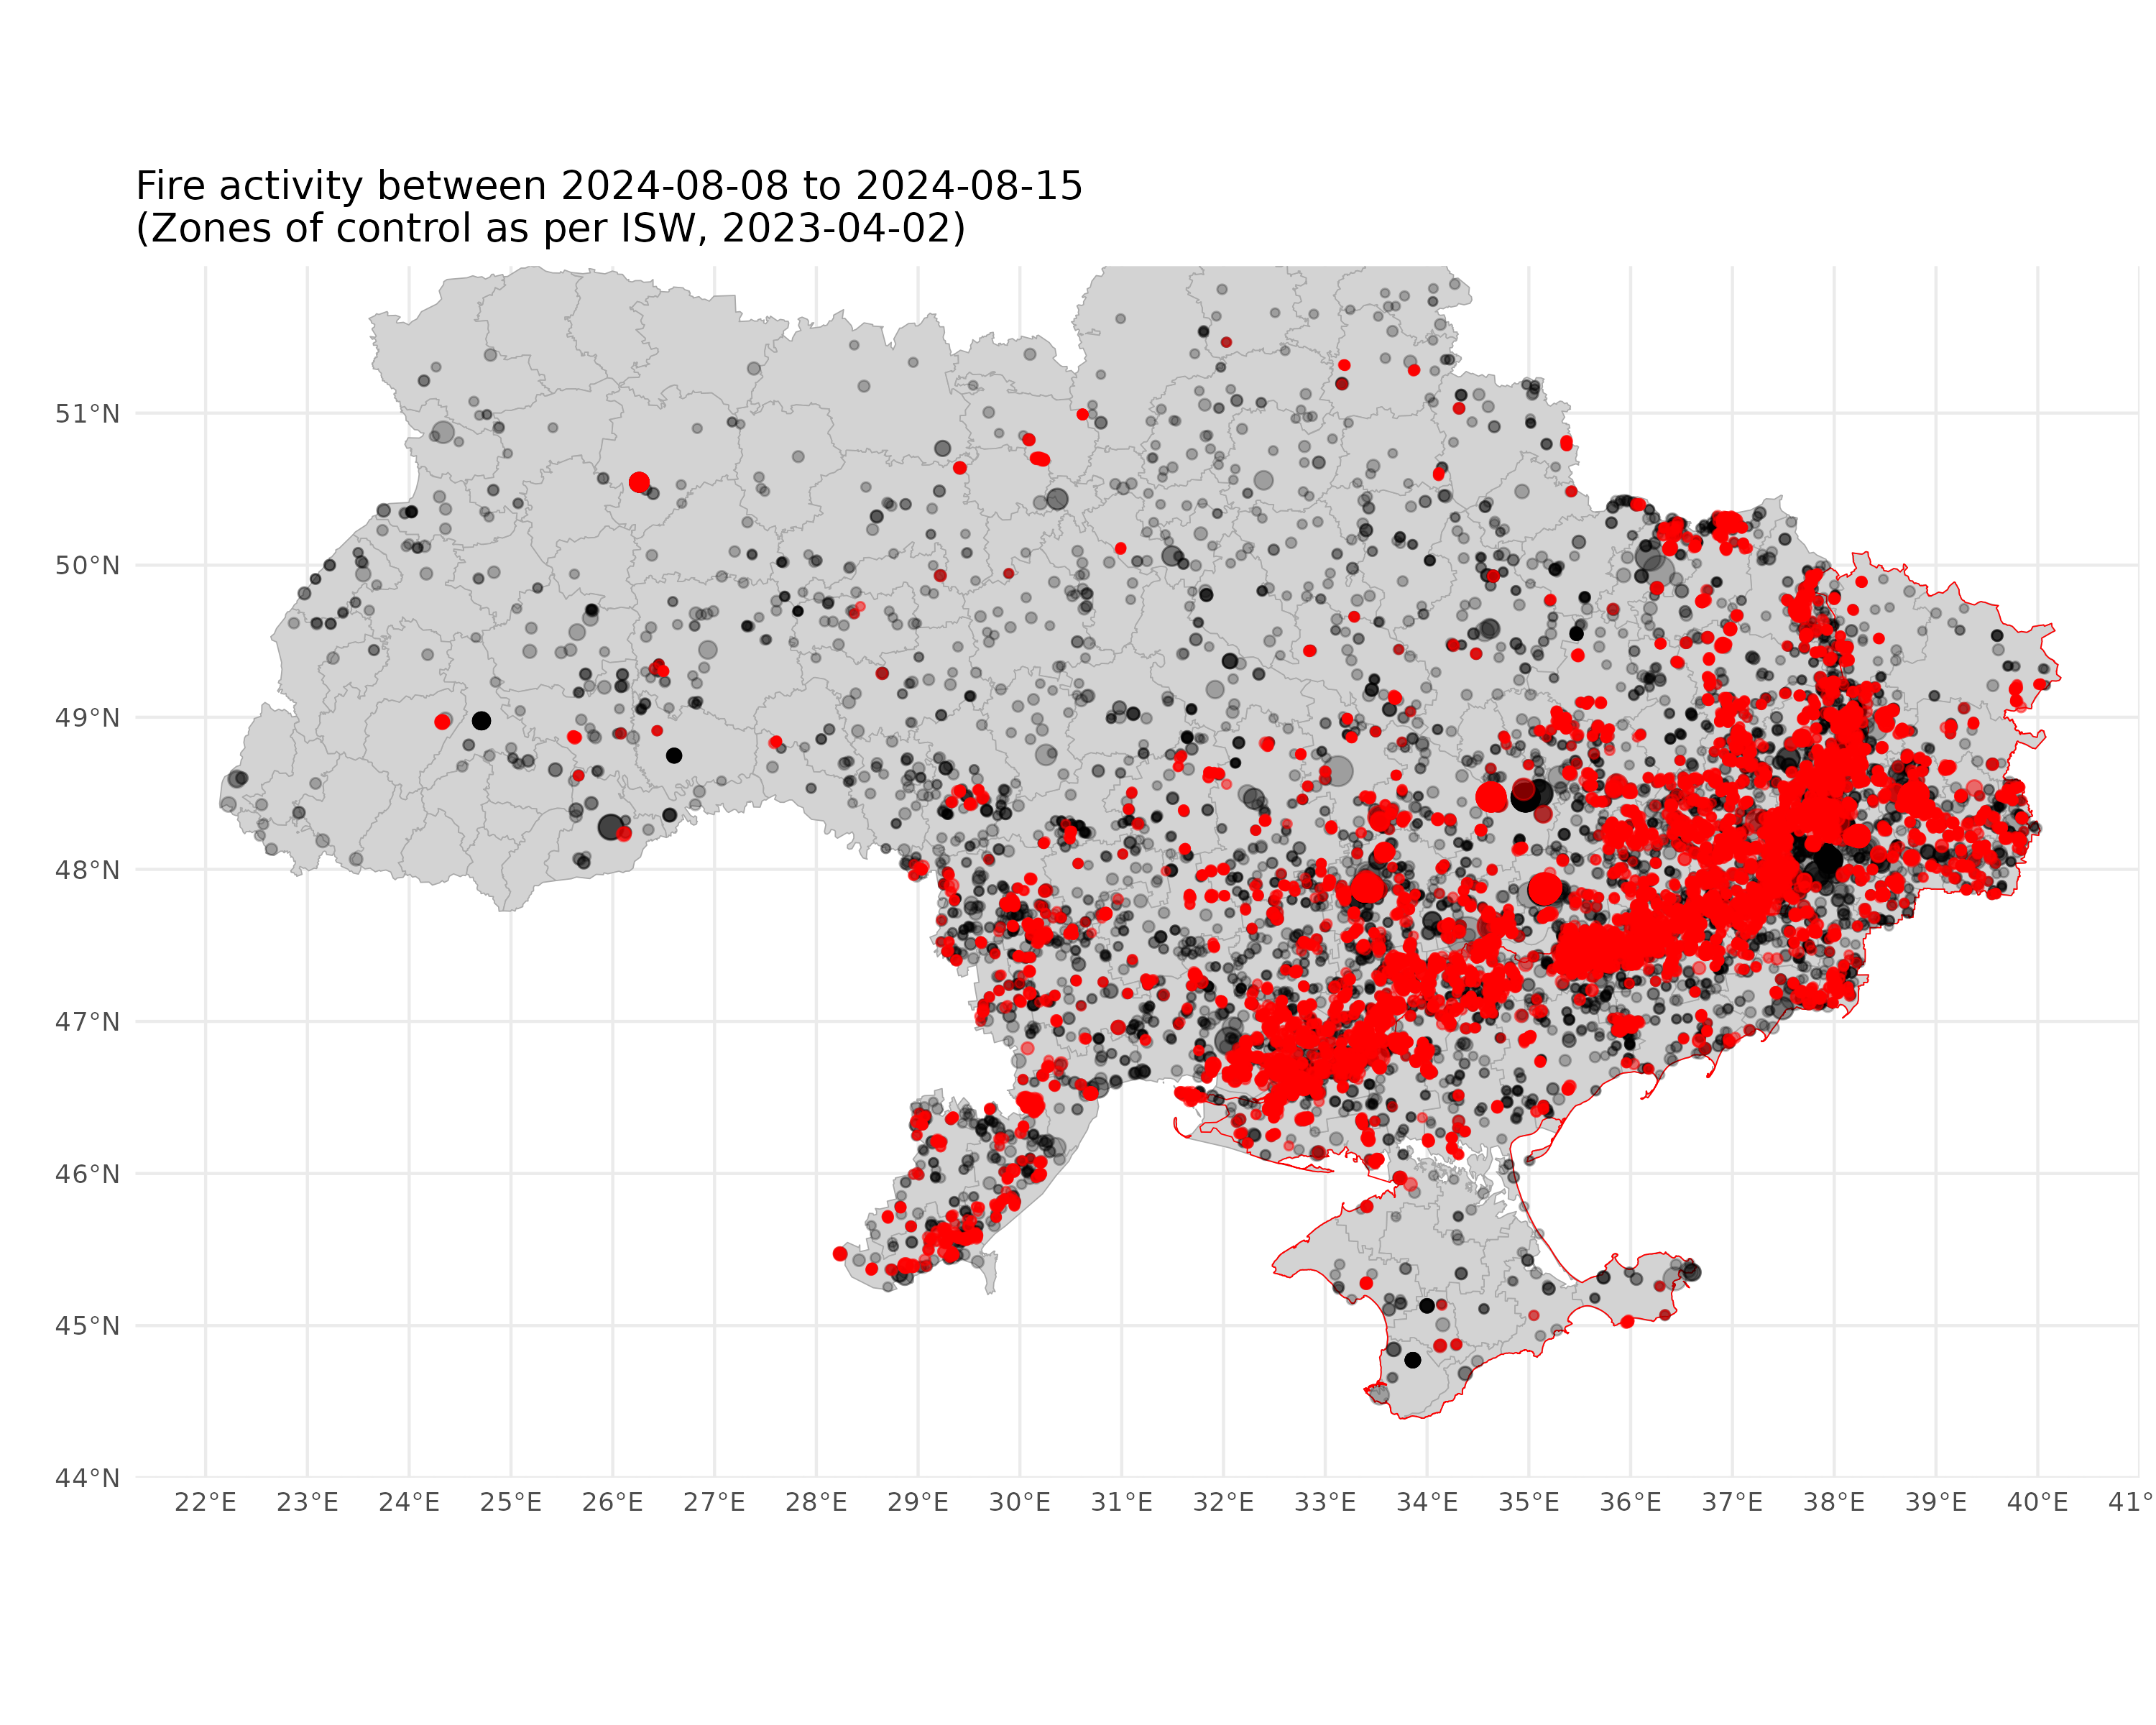 Fire activity between 2024-08-08 to 2024-08-15
(Zones of control as per ISW, 2023-04-02)
51°N
50°N
49°N
48°N
47°N
46°N
45°N
44°N
22°E 23°E 24°E 25°E 26°E 27°E 28°E 29°E 30°E 31°E 32°E 33°E 34°E 35°E 36°E 37°E 38°E 39°E 40°E 41°